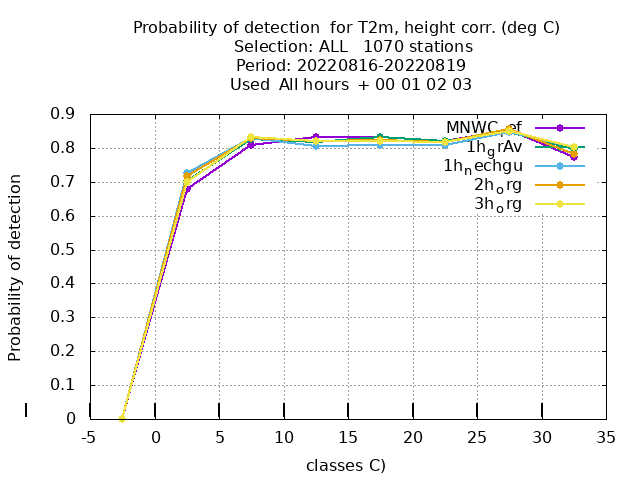 Probability of detection for T2m, height corr. (deg C)
Selection: ALL 1070 stations
Period: 20220816-20220819
Used All hours + 00 01 02 03
0.9
0.8
0.7
0.6
0.5
0.4
0.3
0.2
0.1
0
Probability of detection
1h_grAv
1h_nechgu
2h_org
3h_org
-5
0
5
10
15
20
25
30
35
classes C)